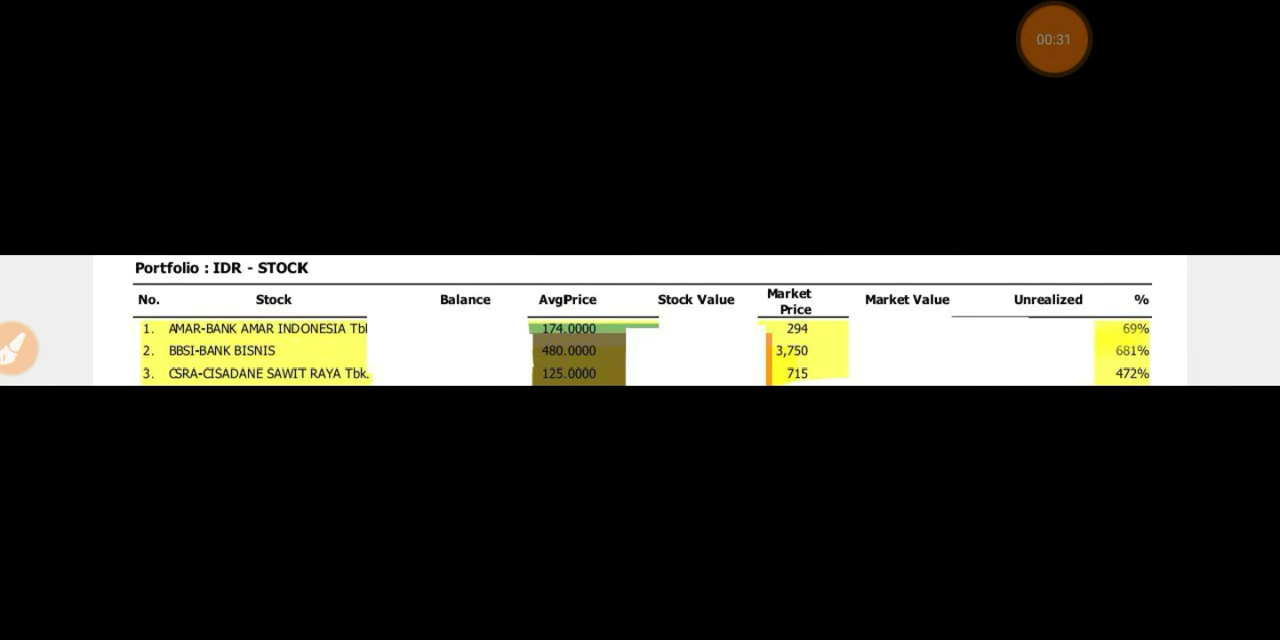 00:31
Portfolio : IDR - STOCK
No. Stock Balance AvgPrice Stock Value Market Price Market Value Unrealized %
1. AMAR-BANK AMAR INDONESIA Tbl 174.0000 294 69%
2. BBSI-BANK BISNIS 480.0000 3,750 681%
3. CSRA-CISADANE SAWIT RAYA Tbk. 125.0000 715 472%